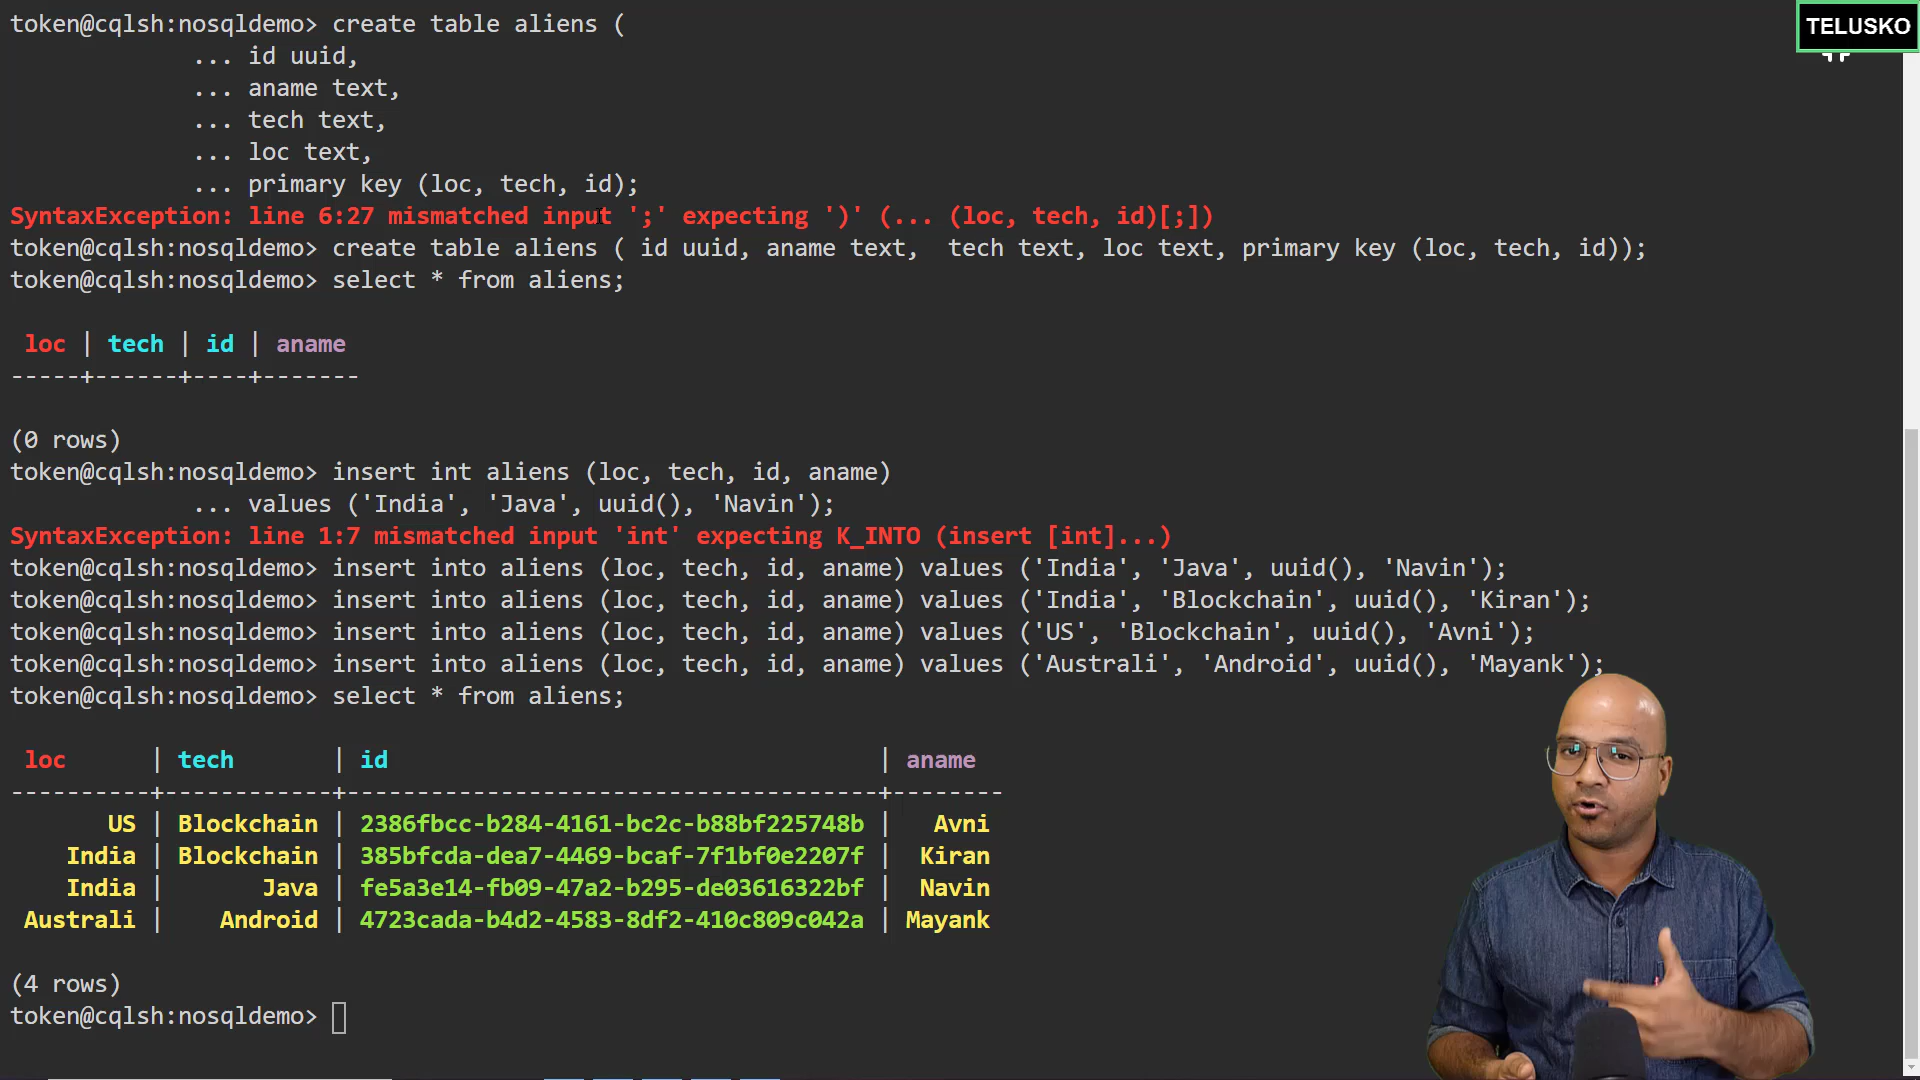 token@cqlsh:nosqldemo> create table aliens (
TELUSKO
... id uuid,
... aname text,
... tech text,
... loc text,
... primary key (loc, tech, id);
SyntaxException: line 6:27 mismatched input ';' expecting ')' (... (loc, tech, id)[;])
token@cqlsh:nosqldemo> create table aliens ( id uuid, aname text,  tech text, loc text, primary key (loc, tech, id));
token@cqlsh:nosqldemo> select * from aliens;
loc | tech | id | aname
-----+------+----+-------
(0 rows)
token@cqlsh:nosqldemo> insert int aliens (loc, tech, id, aname)
... values ('India', 'Java', uuid(), 'Navin');
SyntaxException: line 1:7 mismatched input 'int' expecting K_INTO (insert [int]...)
token@cqlsh:nosqldemo> insert into aliens (loc, tech, id, aname) values ('India', 'Java', uuid(), 'Navin');
token@cqlsh:nosqldemo> insert into aliens (loc, tech, id, aname) values ('India', 'Blockchain', uuid(), 'Kiran');
token@cqlsh:nosqldemo> insert into aliens (loc, tech, id, aname) values ('US', 'Blockchain', uuid(), 'Avni');
token@cqlsh:nosqldemo> insert into aliens (loc, tech, id, aname) values ('Australi', 'Android', uuid(), 'Mayank');
token@cqlsh:nosqldemo> select * from aliens;
loc | tech | id | aname
----------+------------+--------------------------------------+--------
US | Blockchain | 2386fbcc-b284-4161-bc2c-b88bf225748b | Avni
India | Blockchain | 385bfcda-dea7-4469-bcaf-7f1bf0e2207f | Kiran
India | Java | fe5a3e14-fb09-47a2-b295-de03616322bf | Navin
Australi | Android | 4723cada-b4d2-4583-8df2-410c809c042a | Mayank
(4 rows)
token@cqlsh:nosqldemo>